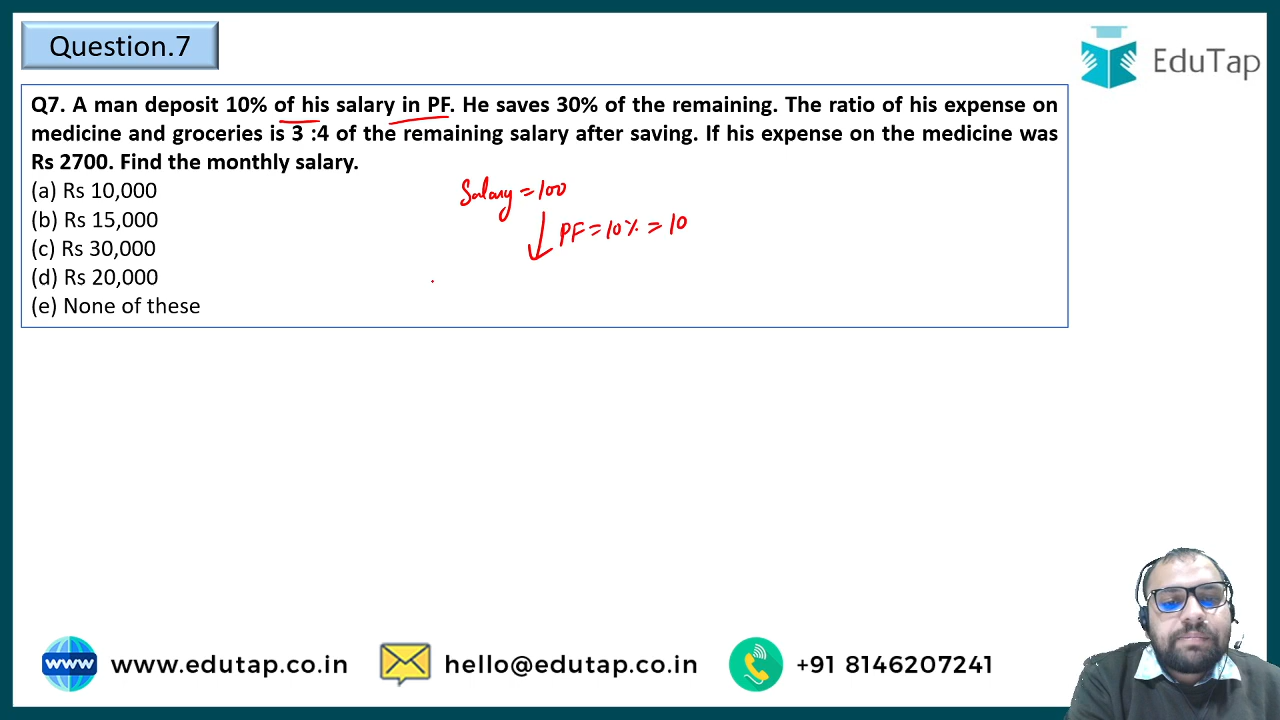 Question.7
EduTap
Q7. A man deposit 10% of his salary in PF. He saves 30% of the remaining. The ratio of his expense on
medicine and groceries is 3 :4 of the remaining salary after saving. If his expense on the medicine was
Rs 2700. Find the monthly salary.
(a) Rs 10,000
(b) Rs 15,000
(c) Rs 30,000
(d) Rs 20,000
(e) None of these
Salary = 100
PF = 10% = 10
www www.edutap.co.in hello@edutap.co.in +91 8146207241